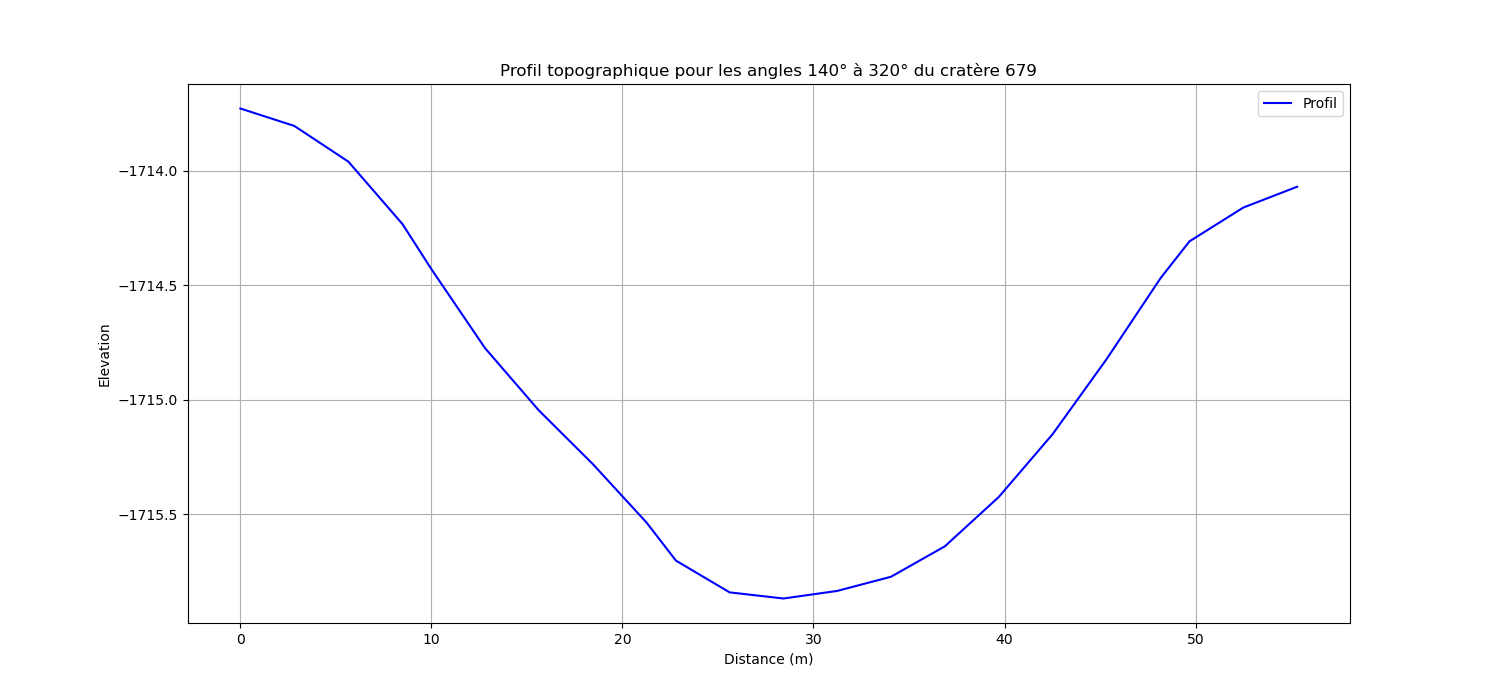 Profil topographique pour les angles 140° à 320° du cratère 679
Profil
−1714.0
−1714.5
−1715.0
−1715.5
Elevation
0 10 20 30 40 50
Distance (m)